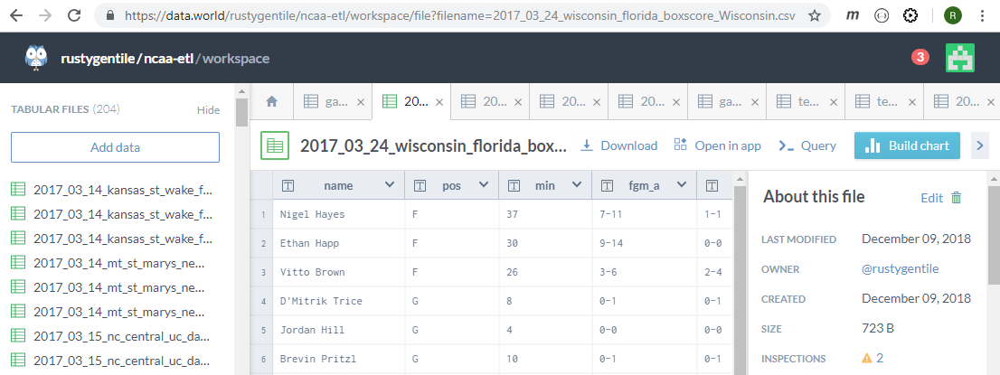 https://data.world/rustygentile/ncaa-etl/workspace/file?filename=2017_03_24_wisconsin_florida_boxscore_Wisconsin.csv m R
rustygentile/ncaa-etl/workspace 3
TABULAR FILES (204) Hide
Add data
2017_03_14_kansas_st_wake_f...
2017_03_14_kansas_st_wake_f...
2017_03_14_kansas_st_wake_f...
2017_03_14_mt_st_marys_ne...
2017_03_14_mt_st_marys_ne...
2017_03_14_mt_st_marys_ne...
2017_03_15_nc_central_uc_da...
2017_03_15_nc_central_uc_da...
ga... 20... 20... 20... 20... ga... te... te... 20...
2017_03_24_wisconsin_florida_box... Download Open in app Query Build chart
name pos min fgm_a
1 Nigel Hayes F 37 7-11 1-1
2 Ethan Happ F 30 9-14 0-0
3 Vitto Brown F 26 3-6 2-4
4 D'Mitrik Trice G 8 0-1 0-1
5 Jordan Hill G 4 0-0 0-0
6 Brevin Pritzl G 10 0-1 0-1
About this file Edit
LAST MODIFIED December 09, 2018
OWNER @rustygentile
CREATED December 09, 2018
SIZE 723 B
INSPECTIONS 2